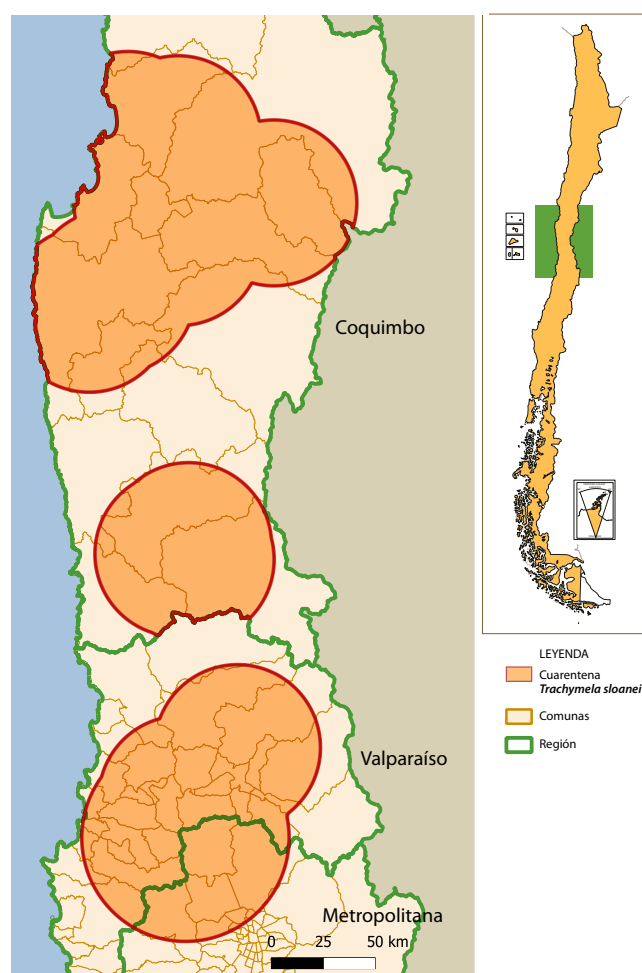 Coquimbo
Valparaíso
Metropolitana
0 25 50 km
LEYENDA
Cuarentena
Trachymela sloanei
Comunas
Región